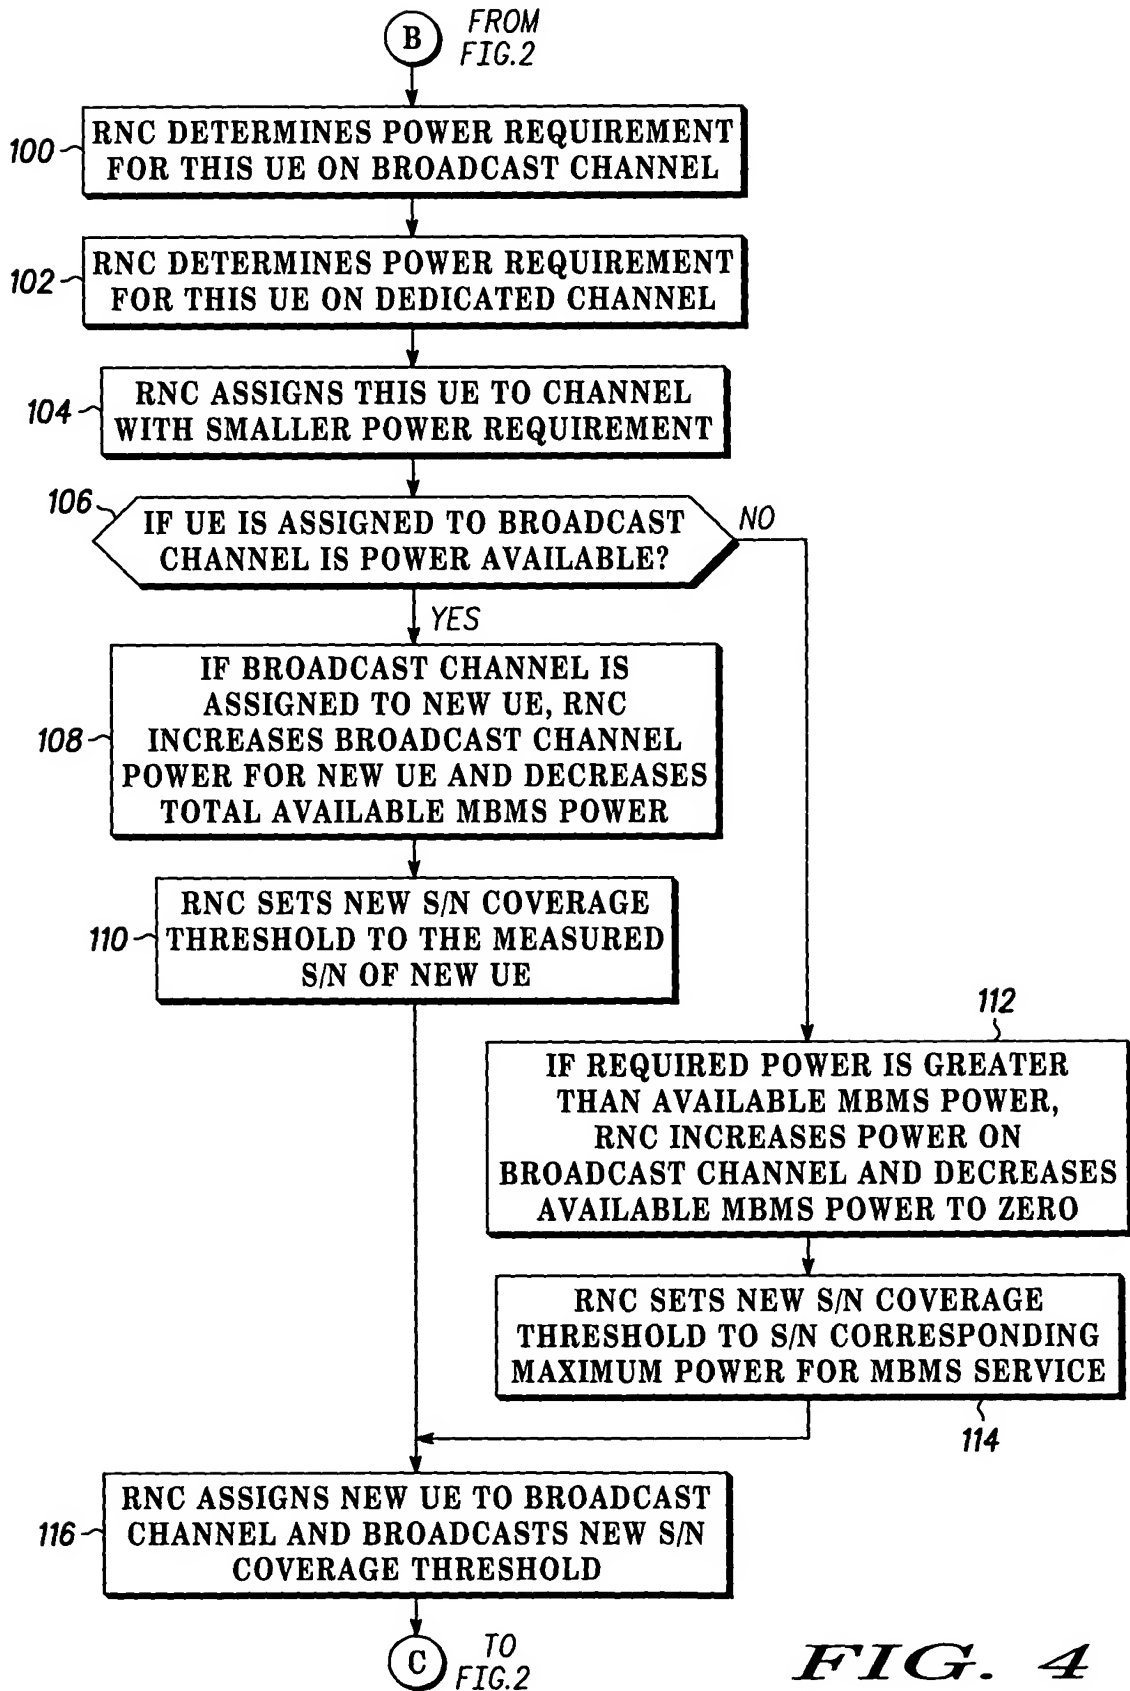 B
FROM
FIG.2
100
RNC DETERMINES POWER REQUIREMENT
FOR THIS UE ON BROADCAST CHANNEL
102
RNC DETERMINES POWER REQUIREMENT
FOR THIS UE ON DEDICATED CHANNEL
104
RNC ASSIGNS THIS UE TO CHANNEL
WITH SMALLER POWER REQUIREMENT
106
IF UE IS ASSIGNED TO BROADCAST
CHANNEL IS POWER AVAILABLE?
NO
YES
108
IF BROADCAST CHANNEL IS
ASSIGNED TO NEW UE, RNC
INCREASES BROADCAST CHANNEL
POWER FOR NEW UE AND DECREASES
TOTAL AVAILABLE MBMS POWER
110
RNC SETS NEW S/N COVERAGE
THRESHOLD TO THE MEASURED
S/N OF NEW UE
112
IF REQUIRED POWER IS GREATER
THAN AVAILABLE MBMS POWER,
RNC INCREASES POWER ON
BROADCAST CHANNEL AND DECREASES
AVAILABLE MBMS POWER TO ZERO
RNC SETS NEW S/N COVERAGE
THRESHOLD TO S/N CORRESPONDING
MAXIMUM POWER FOR MBMS SERVICE
114
116
RNC ASSIGNS NEW UE TO BROADCAST
CHANNEL AND BROADCASTS NEW S/N
COVERAGE THRESHOLD
C
TO
FIG.2
FIG. 4